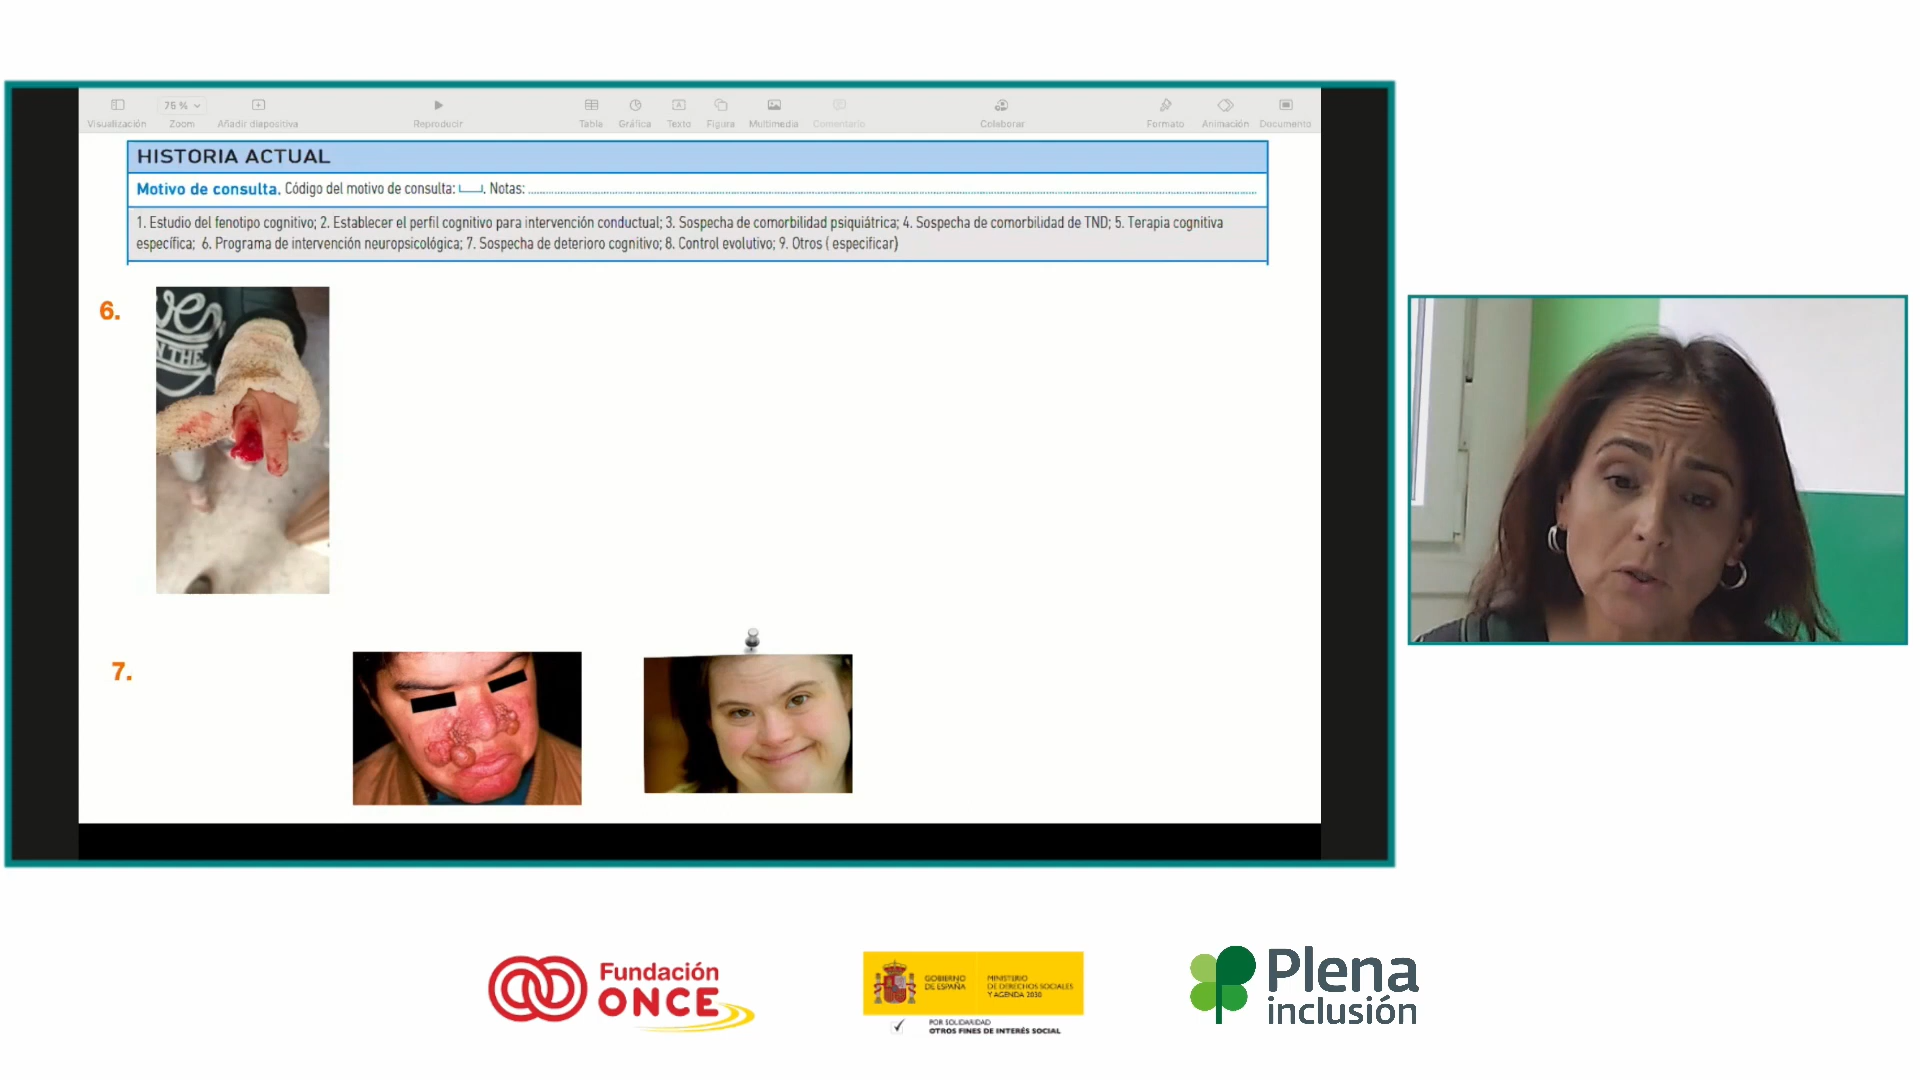 75 %
Visualización Zoom Añadir diapositiva Reproducir Tabla Gráfica Texto Figura Multimedia Comentario Colaborar Formato Animación Documento
HISTORIA ACTUAL
Motivo de consulta. Código del motivo de consulta: Notas:
1. Estudio del fenotipo cognitivo; 2. Establecer el perfil cognitivo para intervención conductual; 3. Sospecha de comorbilidad psiquiátrica; 4. Sospecha de comorbilidad de TND; 5. Terapia cognitiva
específica; 6. Programa de intervención neuropsicológica; 7. Sospecha de deterioro cognitivo; 8. Control evolutivo; 9. Otros ( especificar)
6.
THE
7.
Fundación
ONCE
GOBIERNO
DE ESPAÑA
MINISTERIO
DE DERECHOS SOCIALES
Y AGENDA 2030
POR SOLIDARIDAD
OTROS FINES DE INTERÉS SOCIAL
Plena
inclusión